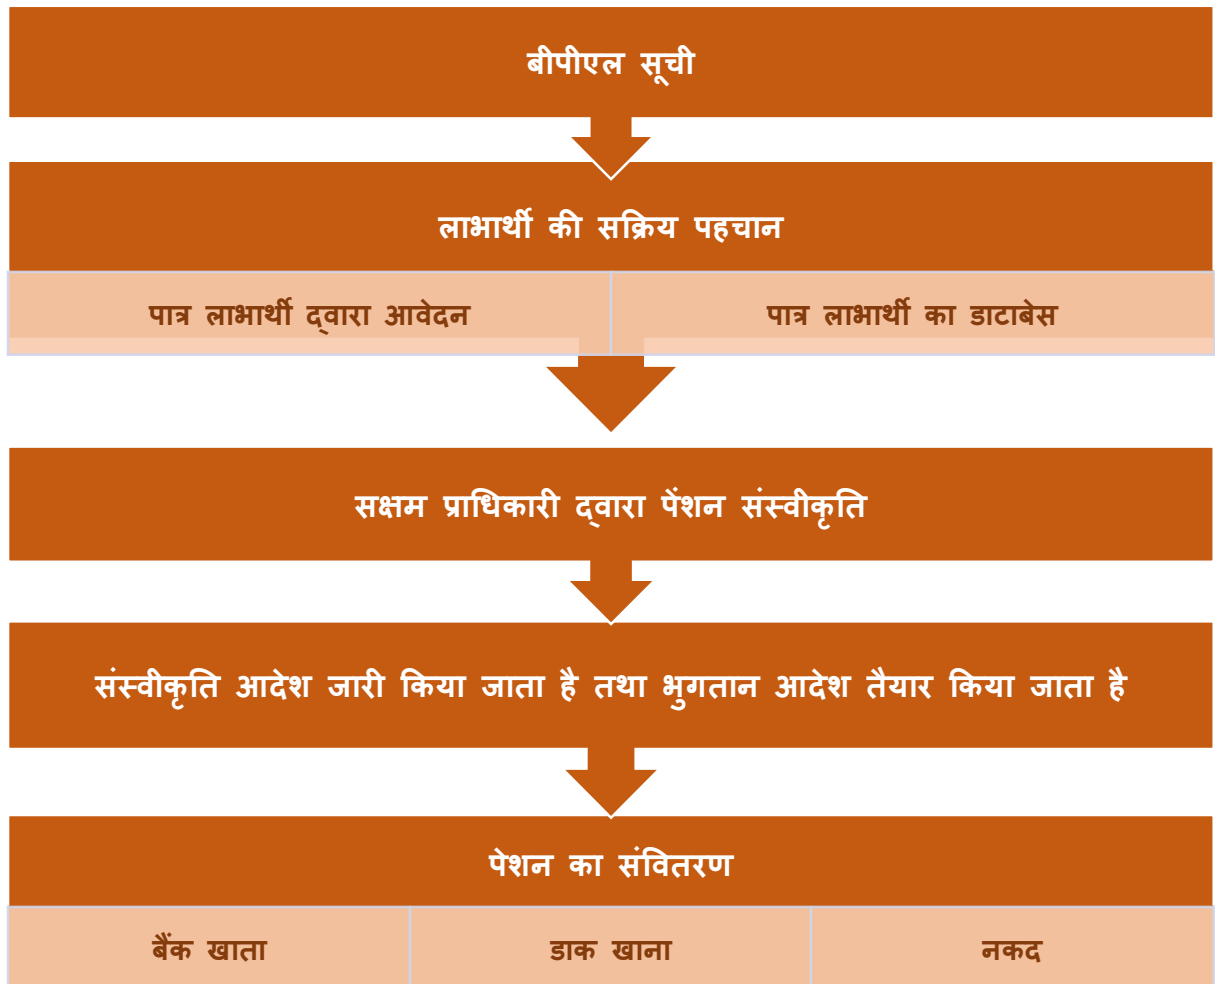 बीपीएल सूची
लाभार्थी की सक्रिय पहचान
पात्र लाभार्थी द्वारा आवेदन
पात्र लाभार्थी का डाटाबेस
सक्षम प्राधिकारी द्वारा पेंशन संस्वीकृति
संस्वीकृति आदेश जारी किया जाता है तथा भुगतान आदेश तैयार किया जाता है
पेशन का संवितरण
बैंक खाता
डाक खाना
नकद